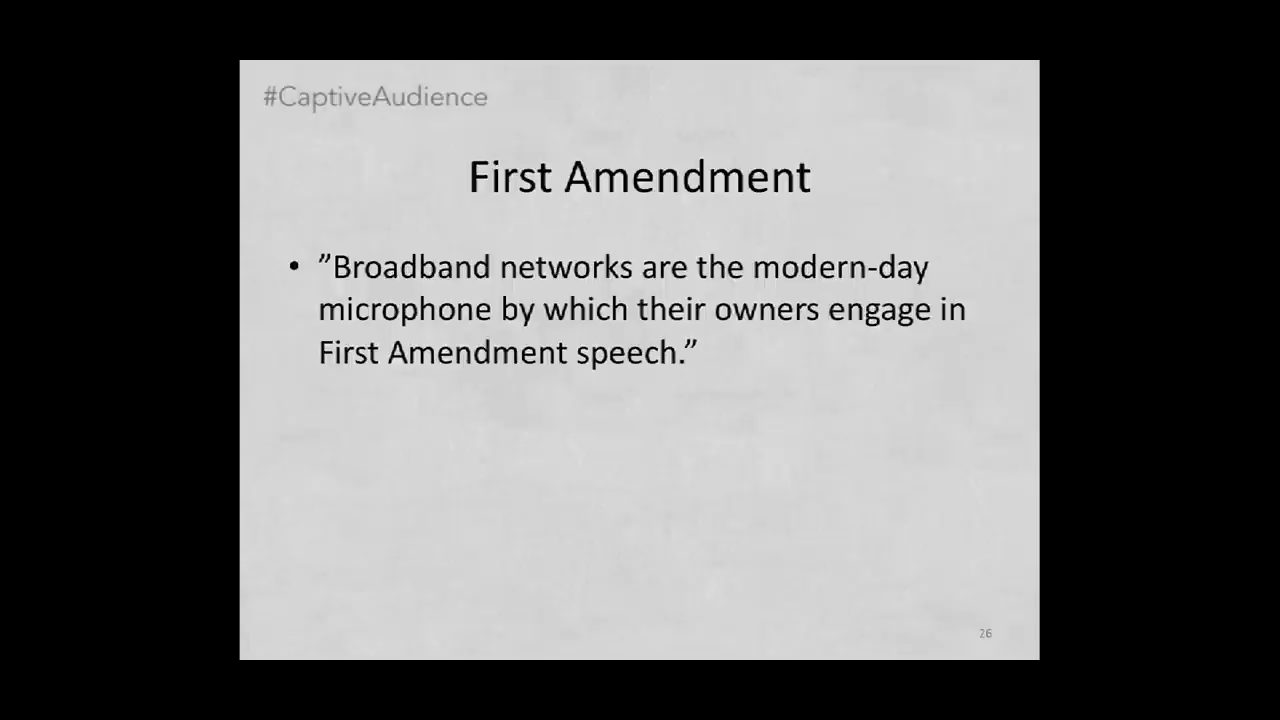 #CaptiveAudience
First Amendment
• ”Broadband networks are the modern-day
microphone by which their owners engage in
First Amendment speech.”
26